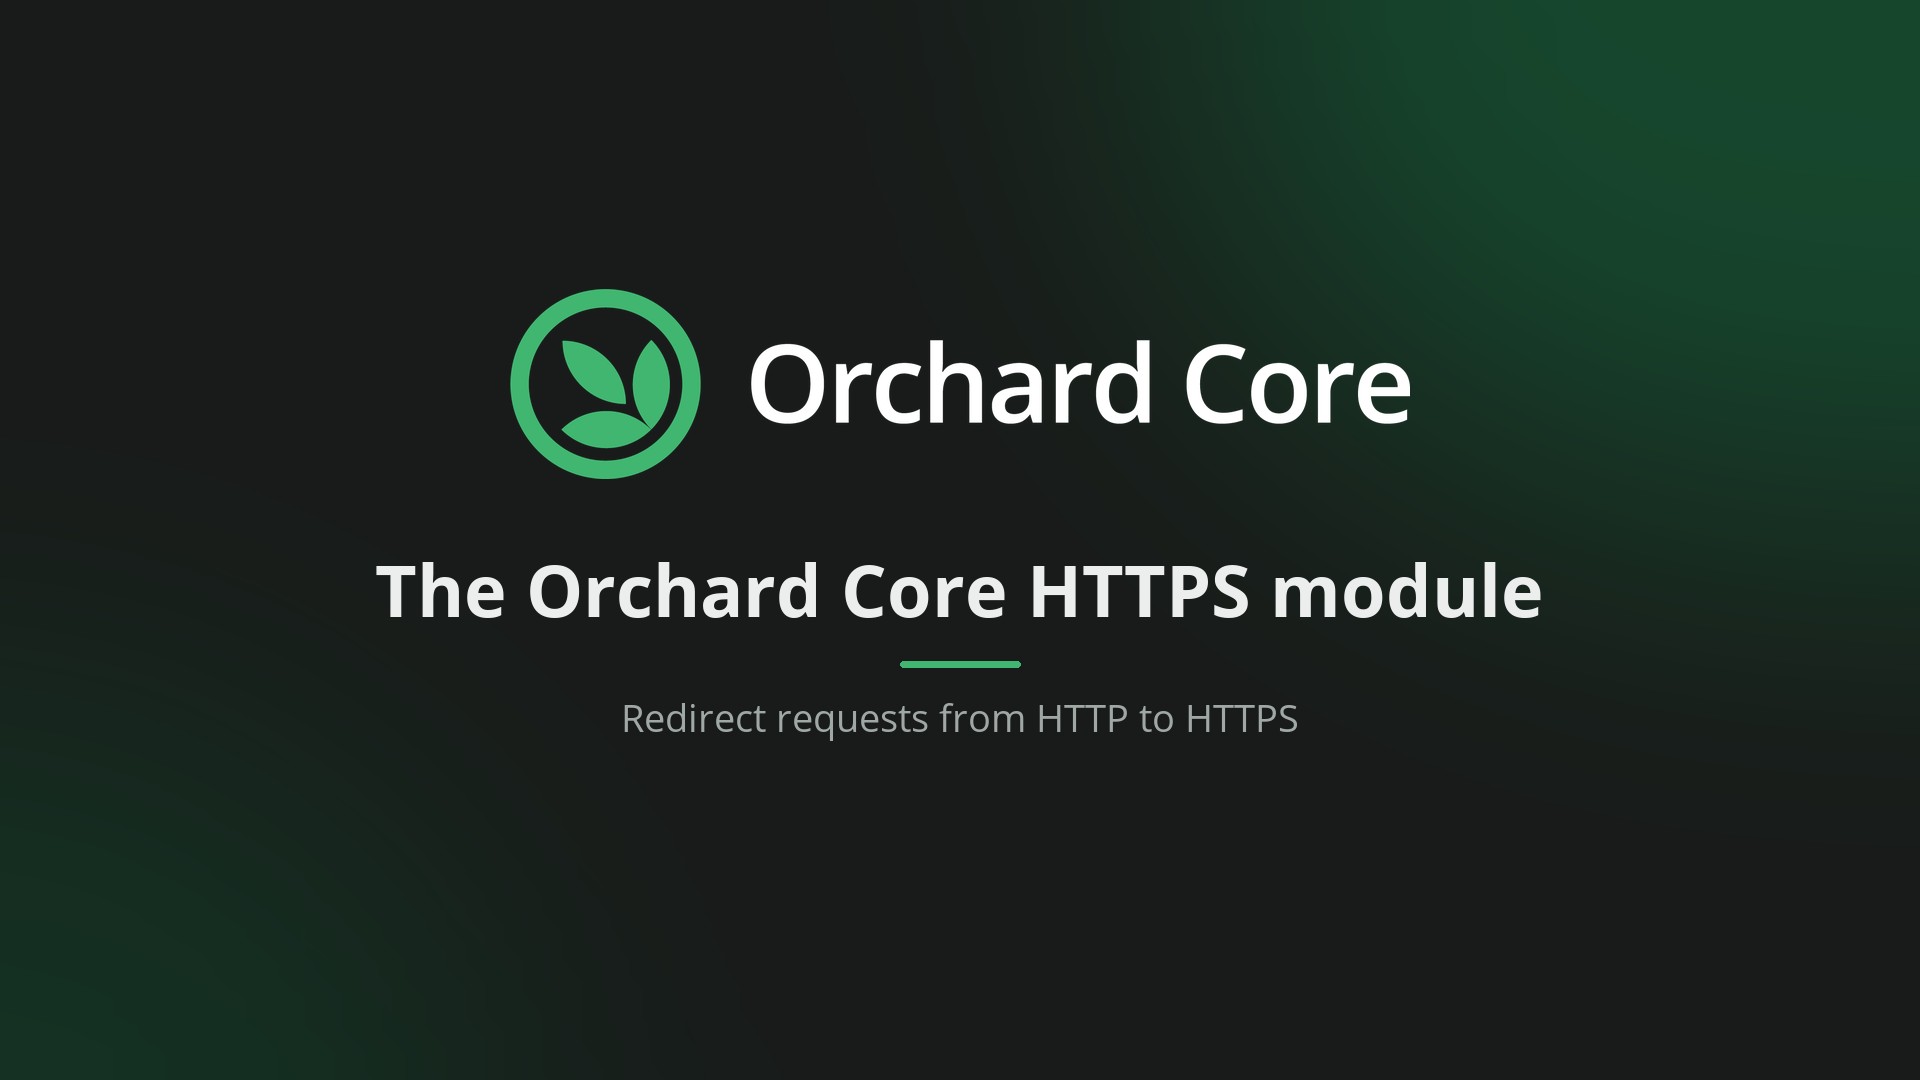 Orchard Core
The Orchard Core HTTPS module
Redirect requests from HTTP to HTTPS